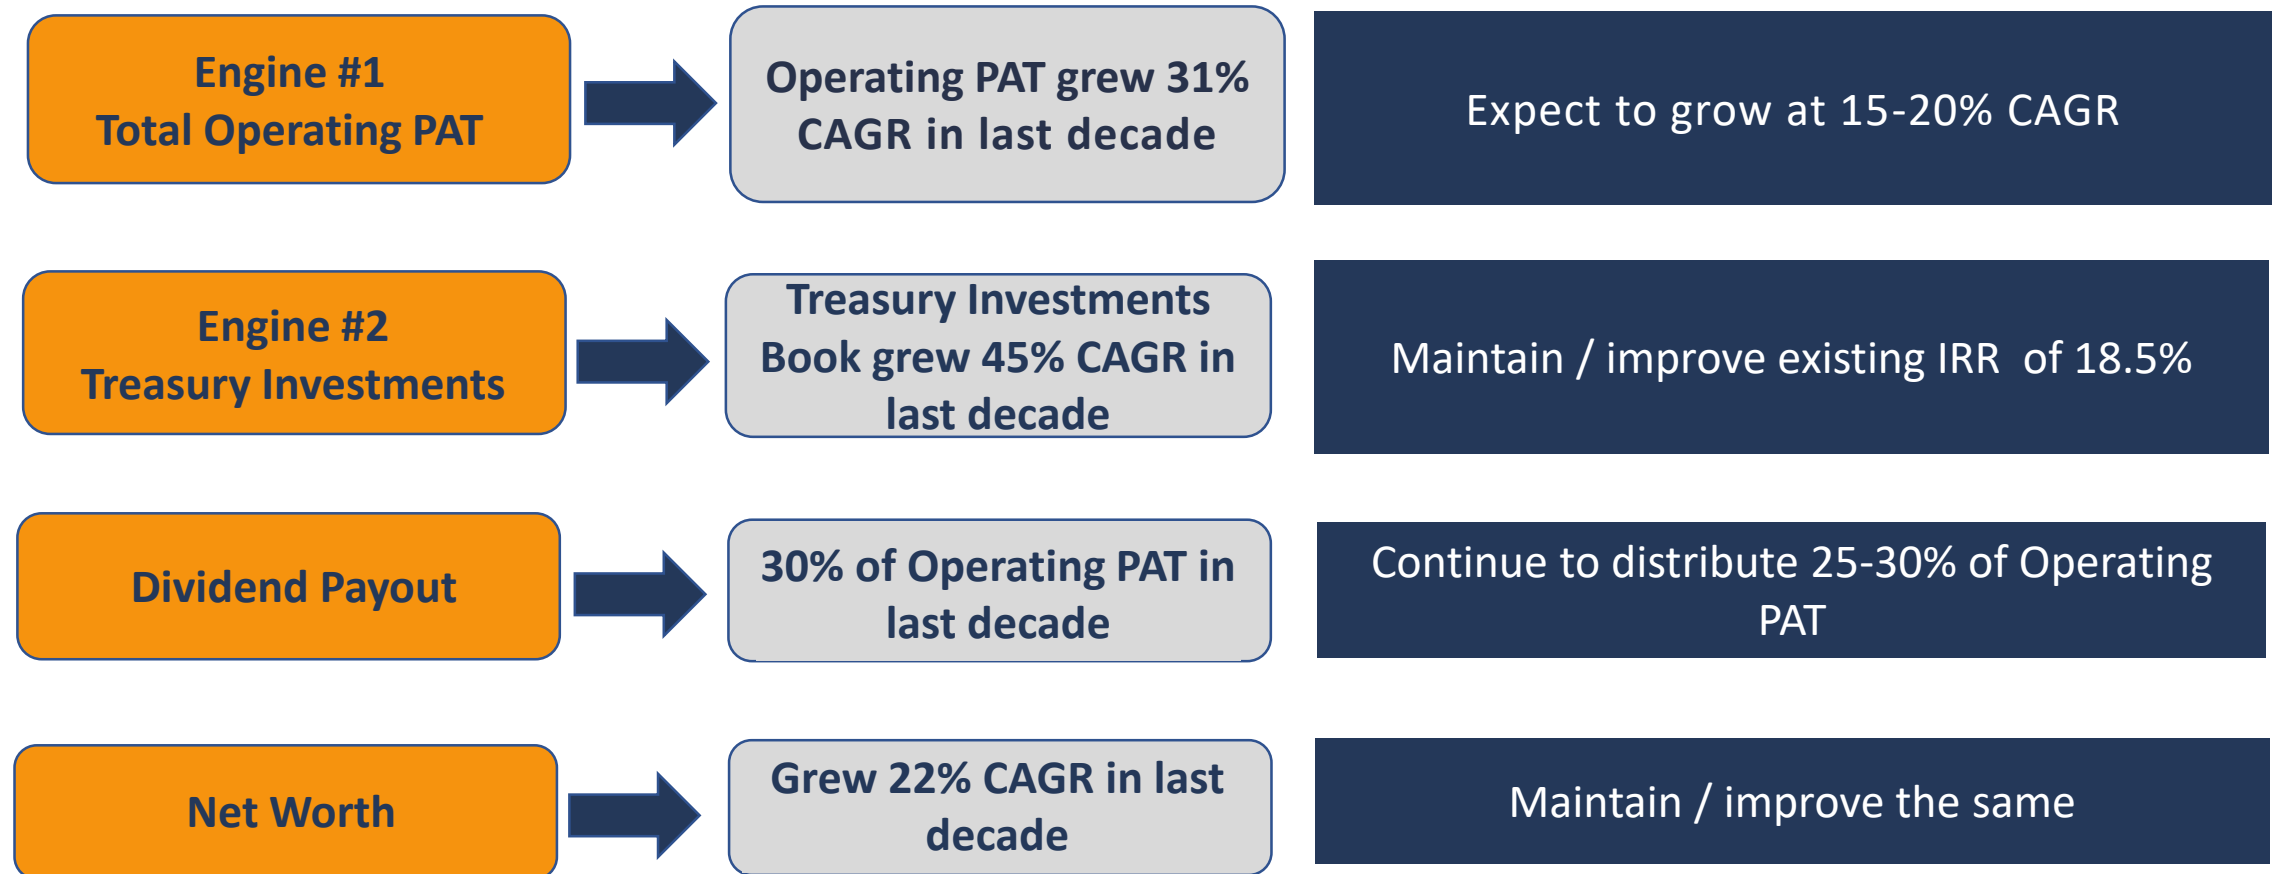 Engine #1
Total Operating PAT
Operating PAT grew 31%
CAGR in last decade
Expect to grow at 15-20% CAGR
Engine #2
Treasury Investments
Treasury Investments
Book grew 45% CAGR in
last decade
Maintain / improve existing IRR of 18.5%
Dividend Payout
30% of Operating PAT in
last decade
Continue to distribute 25-30% of Operating
PAT
Net Worth
Grew 22% CAGR in last
decade
Maintain / improve the same